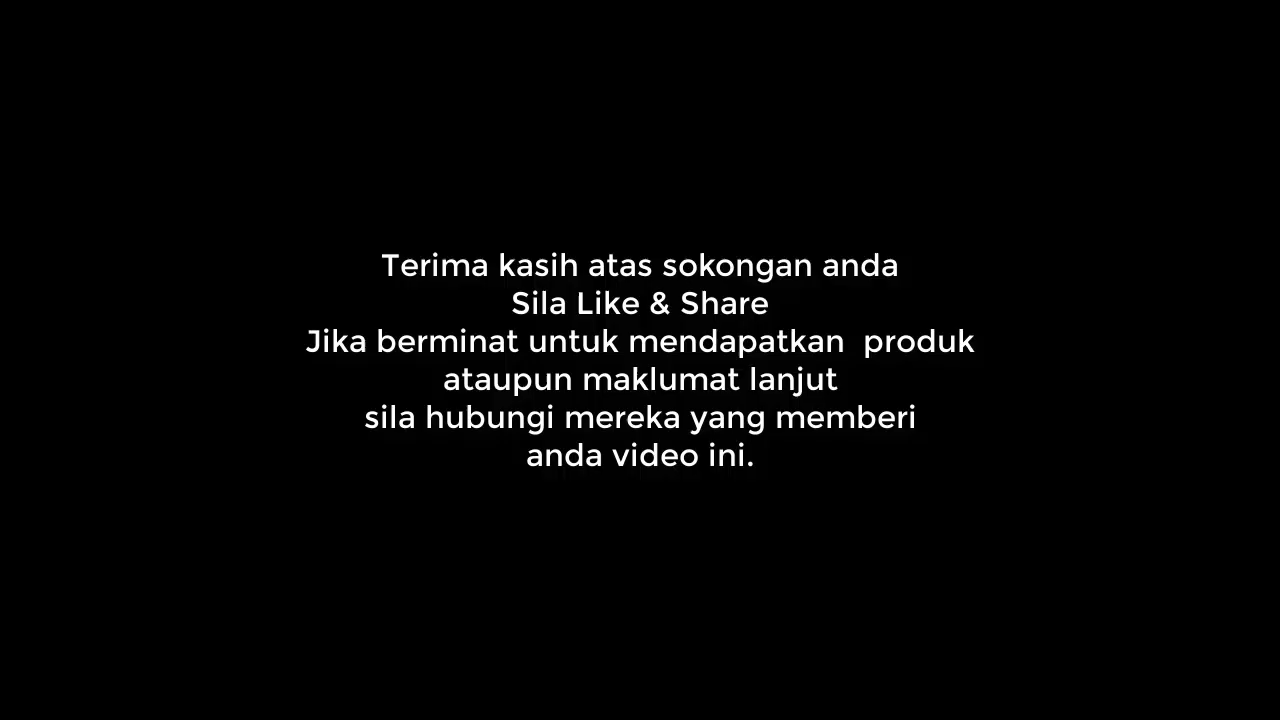 Terima kasih atas sokongan anda
Sila Like & Share
Jika berminat untuk mendapatkan  produk
ataupun maklumat lanjut
sila hubungi mereka yang memberi
anda video ini.